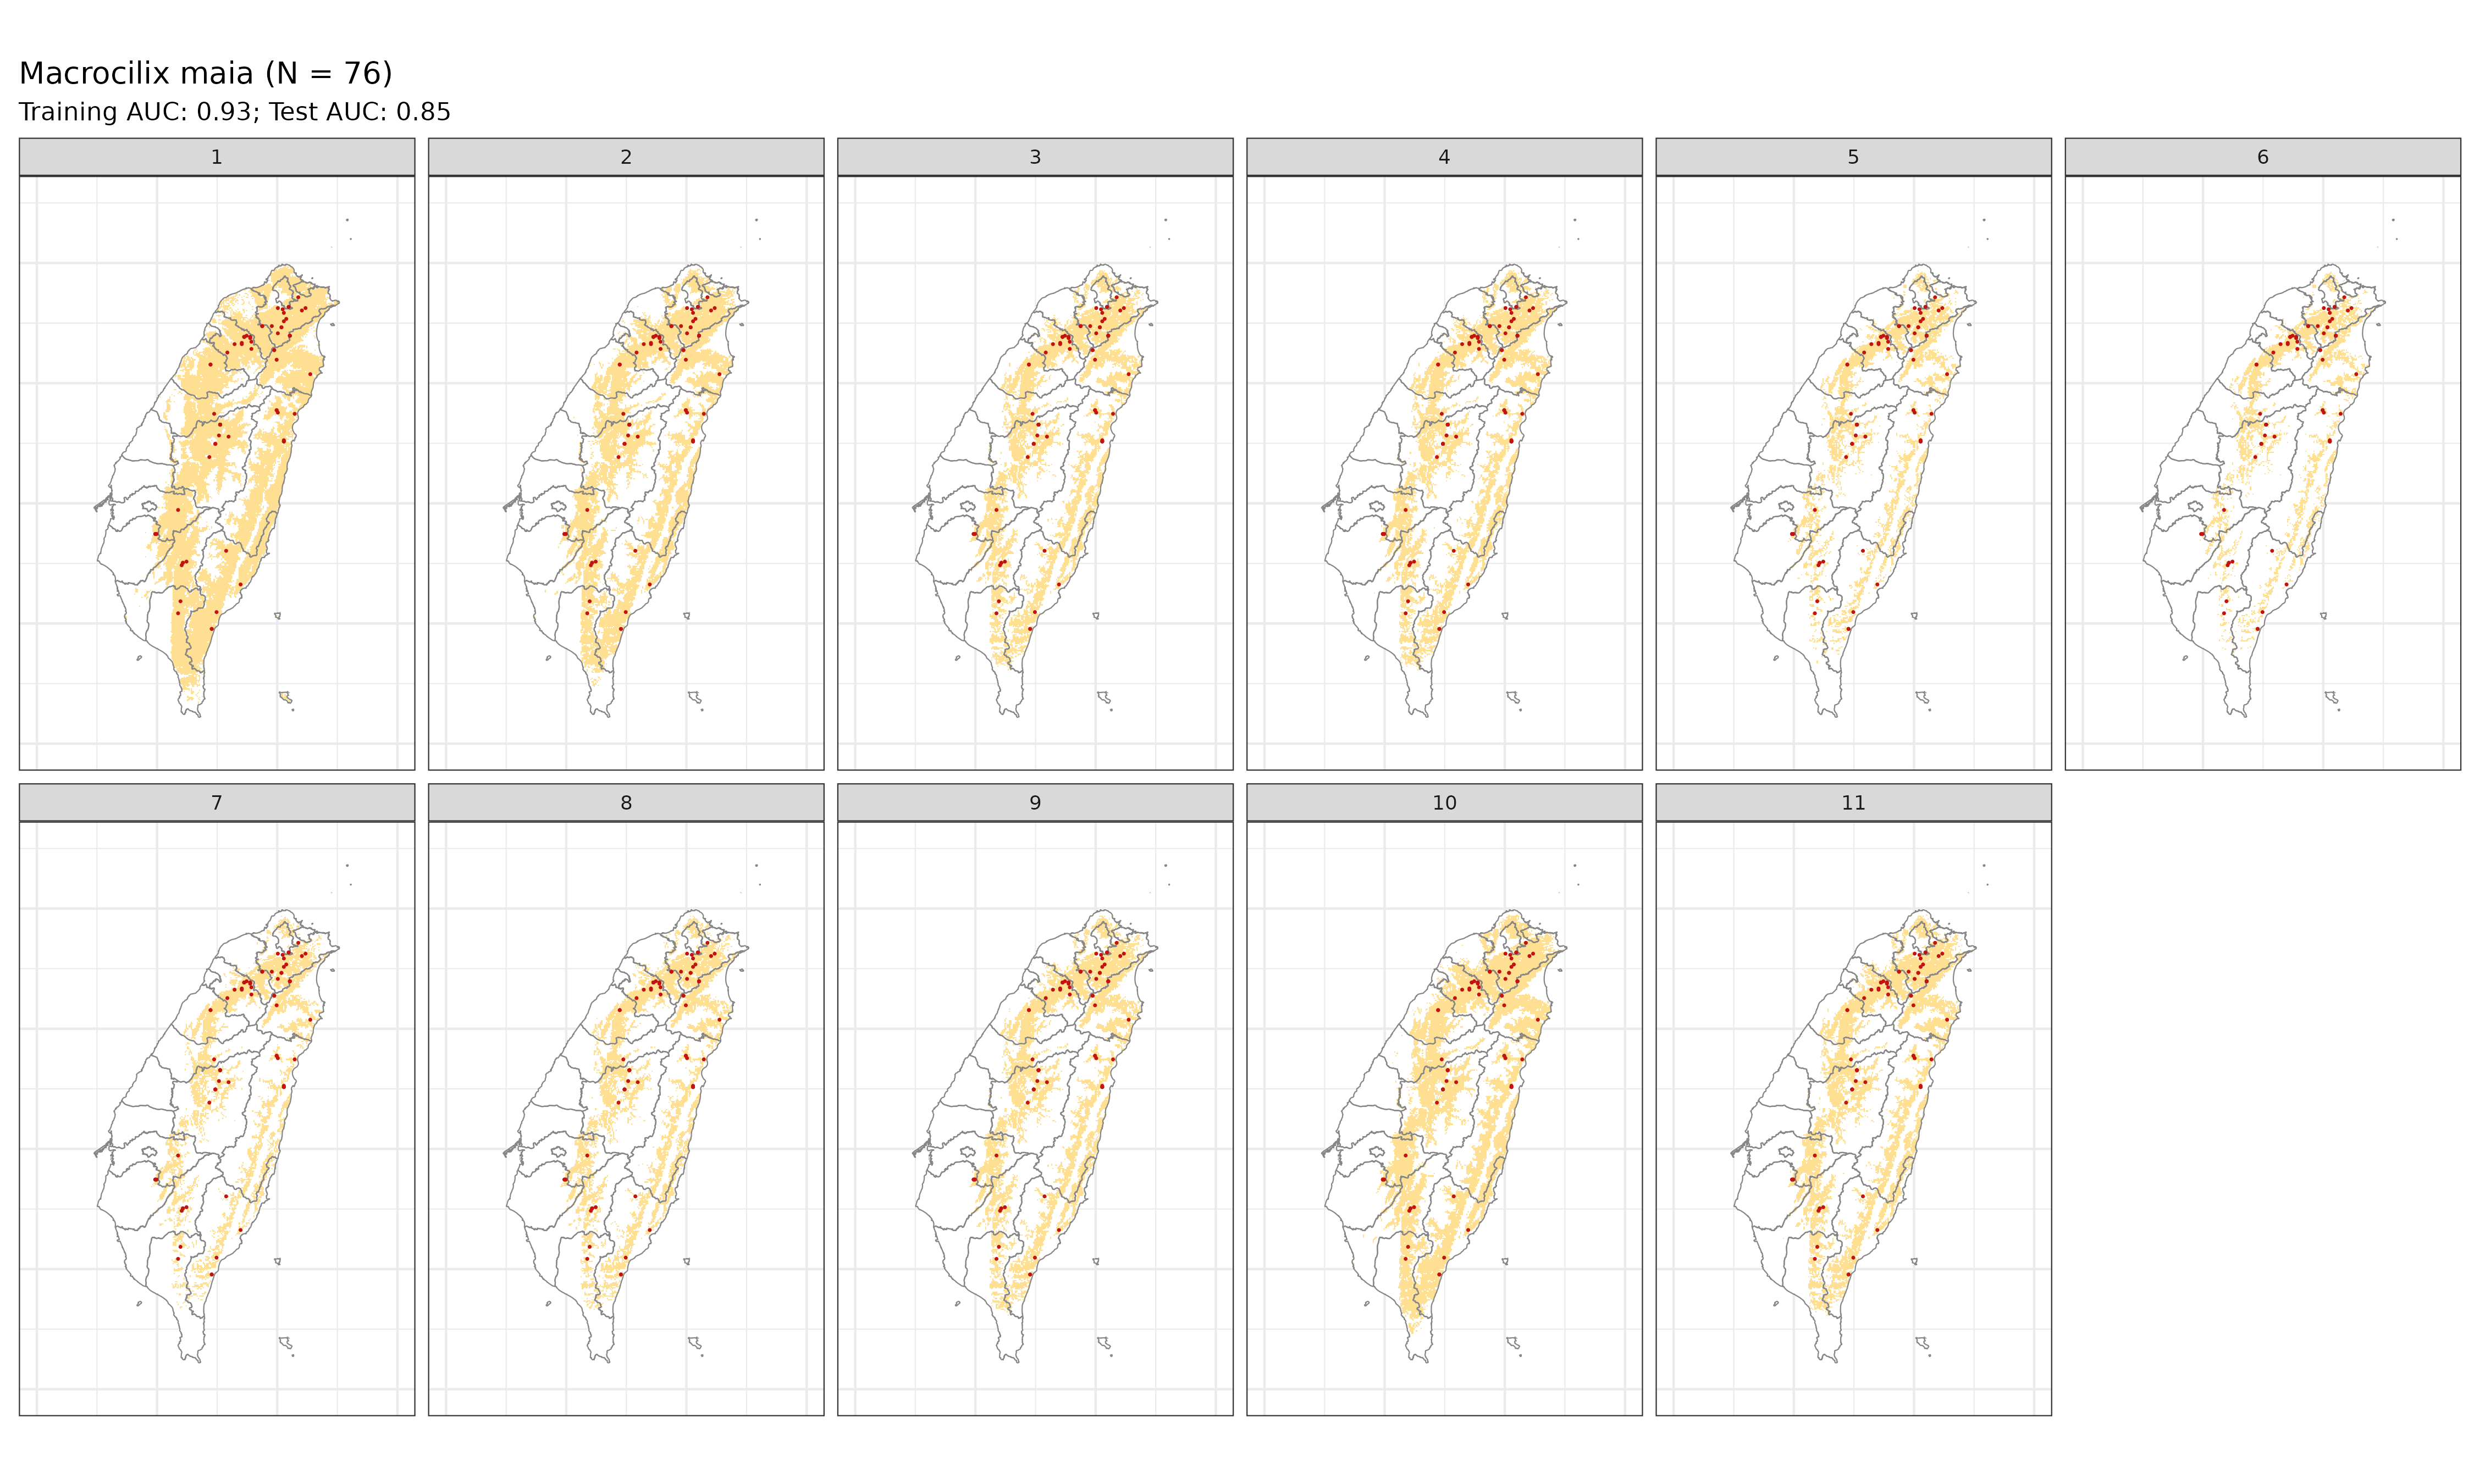 Macrocilix maia (N = 76)
Training AUC: 0.93; Test AUC: 0.85
1 2 3 4 5 6
7 8 9 10 11